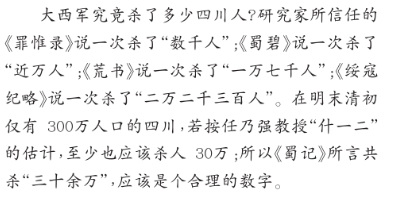 大西军究竟杀了多少四川人?研究家所信任的
《罪惟录》说一次杀了“数千人”;《蜀碧》说一次杀了
“近万人”;《荒书》说一次杀了“一万七千人”;《绥寇
纪略》说一次杀了“二万二千三百人”。在明末清初
仅有 300万人口的四川,若按任乃强教授“什一二”
的估计,至少也应该杀人 30万;所以《蜀记》所言共
杀“三十余万”,应该是个合理的数字。